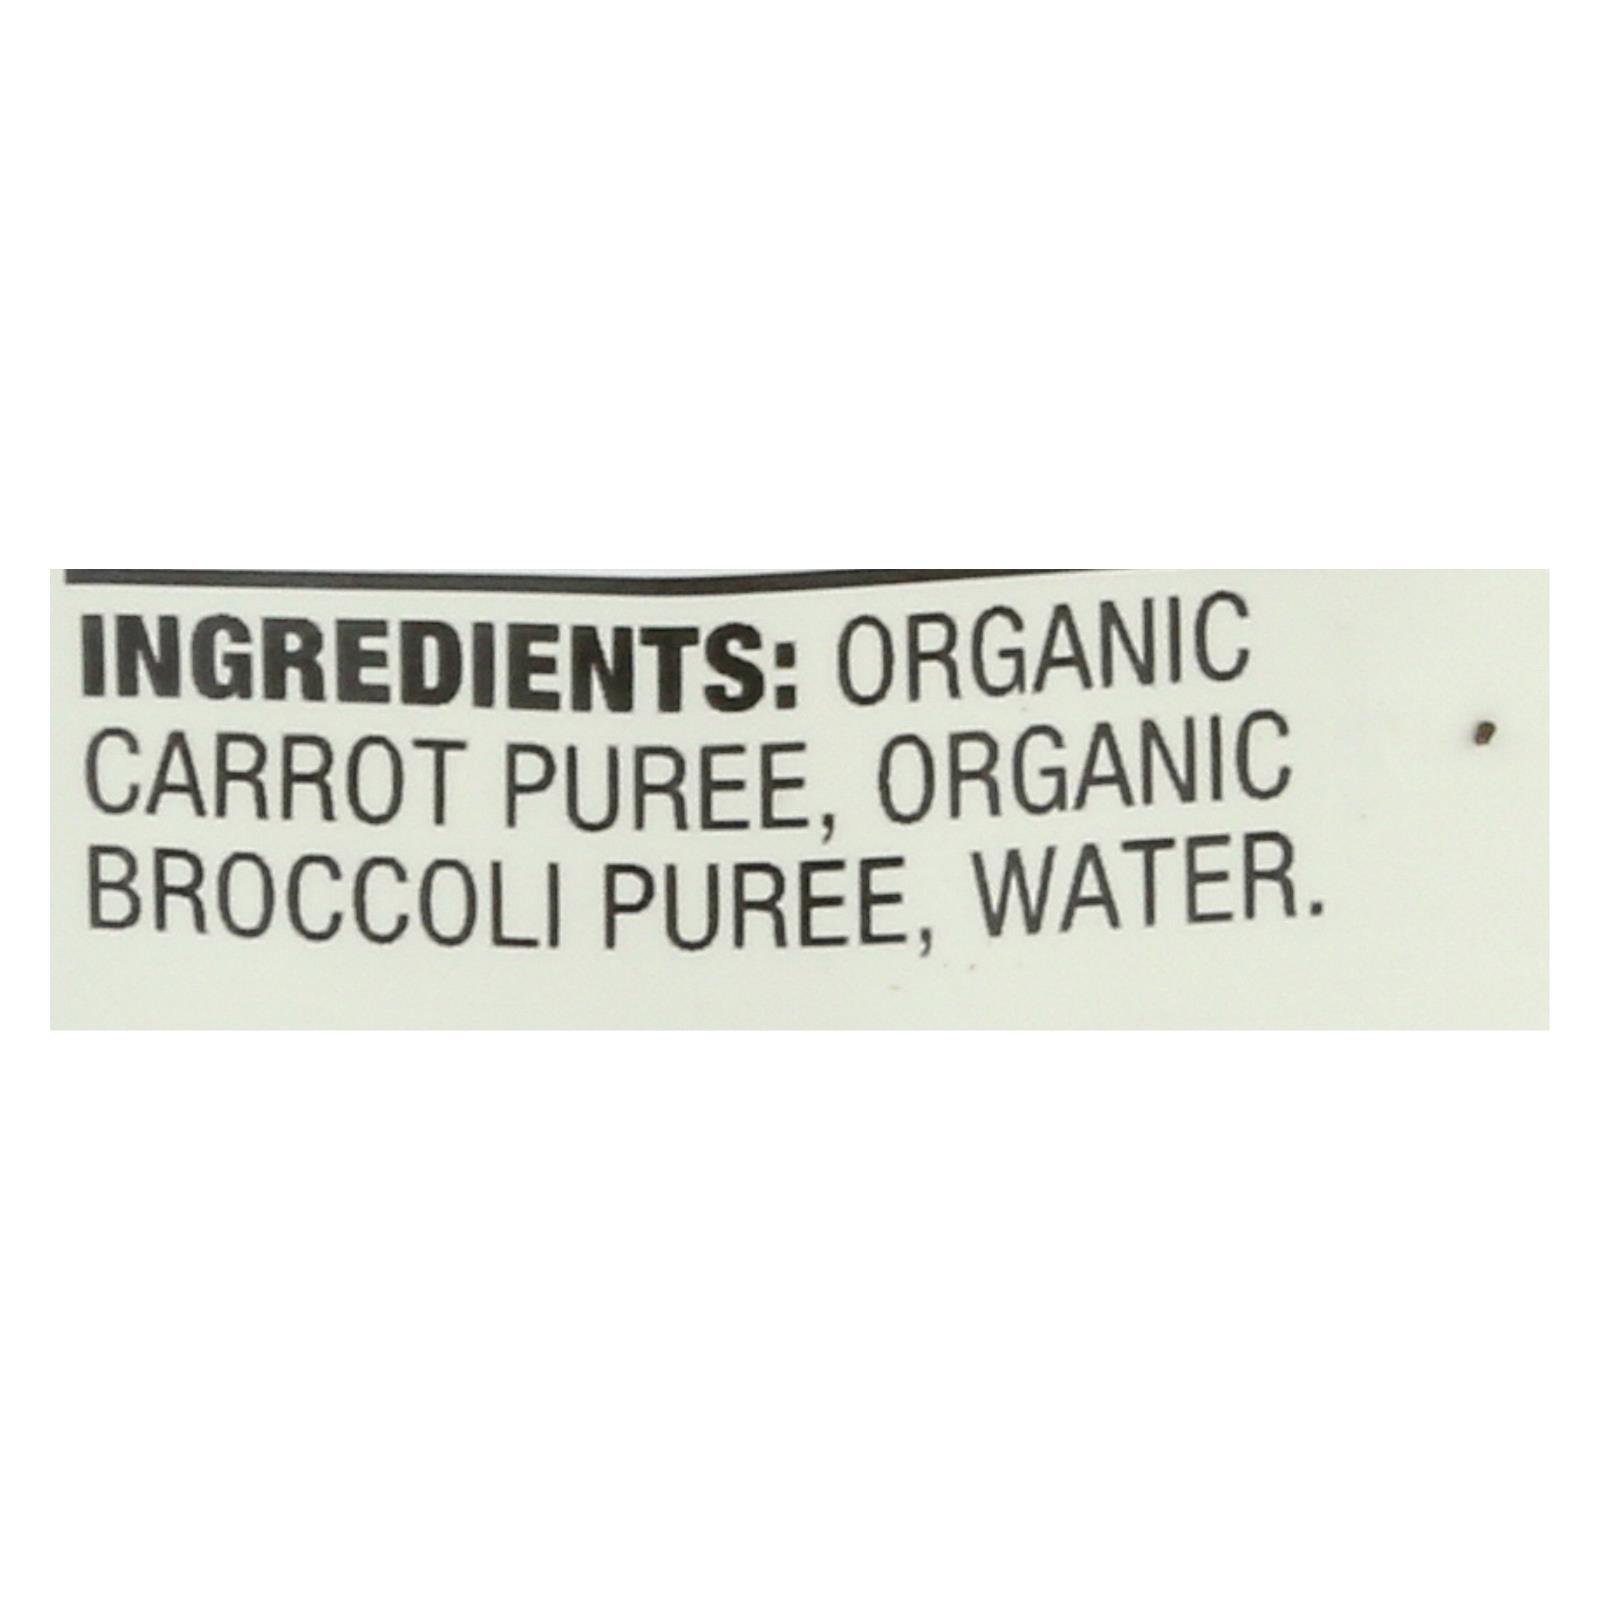 INGREDIENTS: ORGANIC
CARROT PUREE, ORGANIC
BROCCOLI PUREE, WATER.